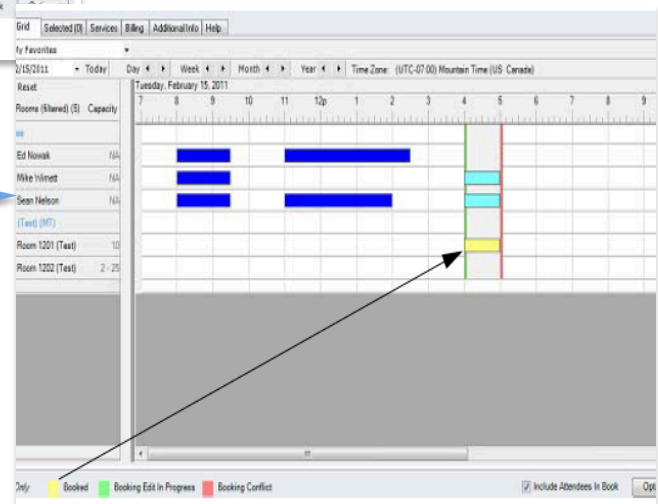 Grid Selected (0) Services Billing Additional Info Help
My Favorites
2/15/2011 Today Day Week Month Year Time Zone: (UTC-07:00) Mountain Time (US Canada)
Reset Tuesday, February 15, 2011
Rooms (filtered) (5) Capacity 7 8 9 10 11 12p 1 2 3 4 5 6 7 8 9
Ed Nowak NA
Mike NA
Sean Nelson NA
(Test) (MT)
Room 1201 (Test) 10
Room 1202 (Test) 2 - 25
Only Booked Booking Edit In Progress Booking Conflict Include Attendees In Book Opt